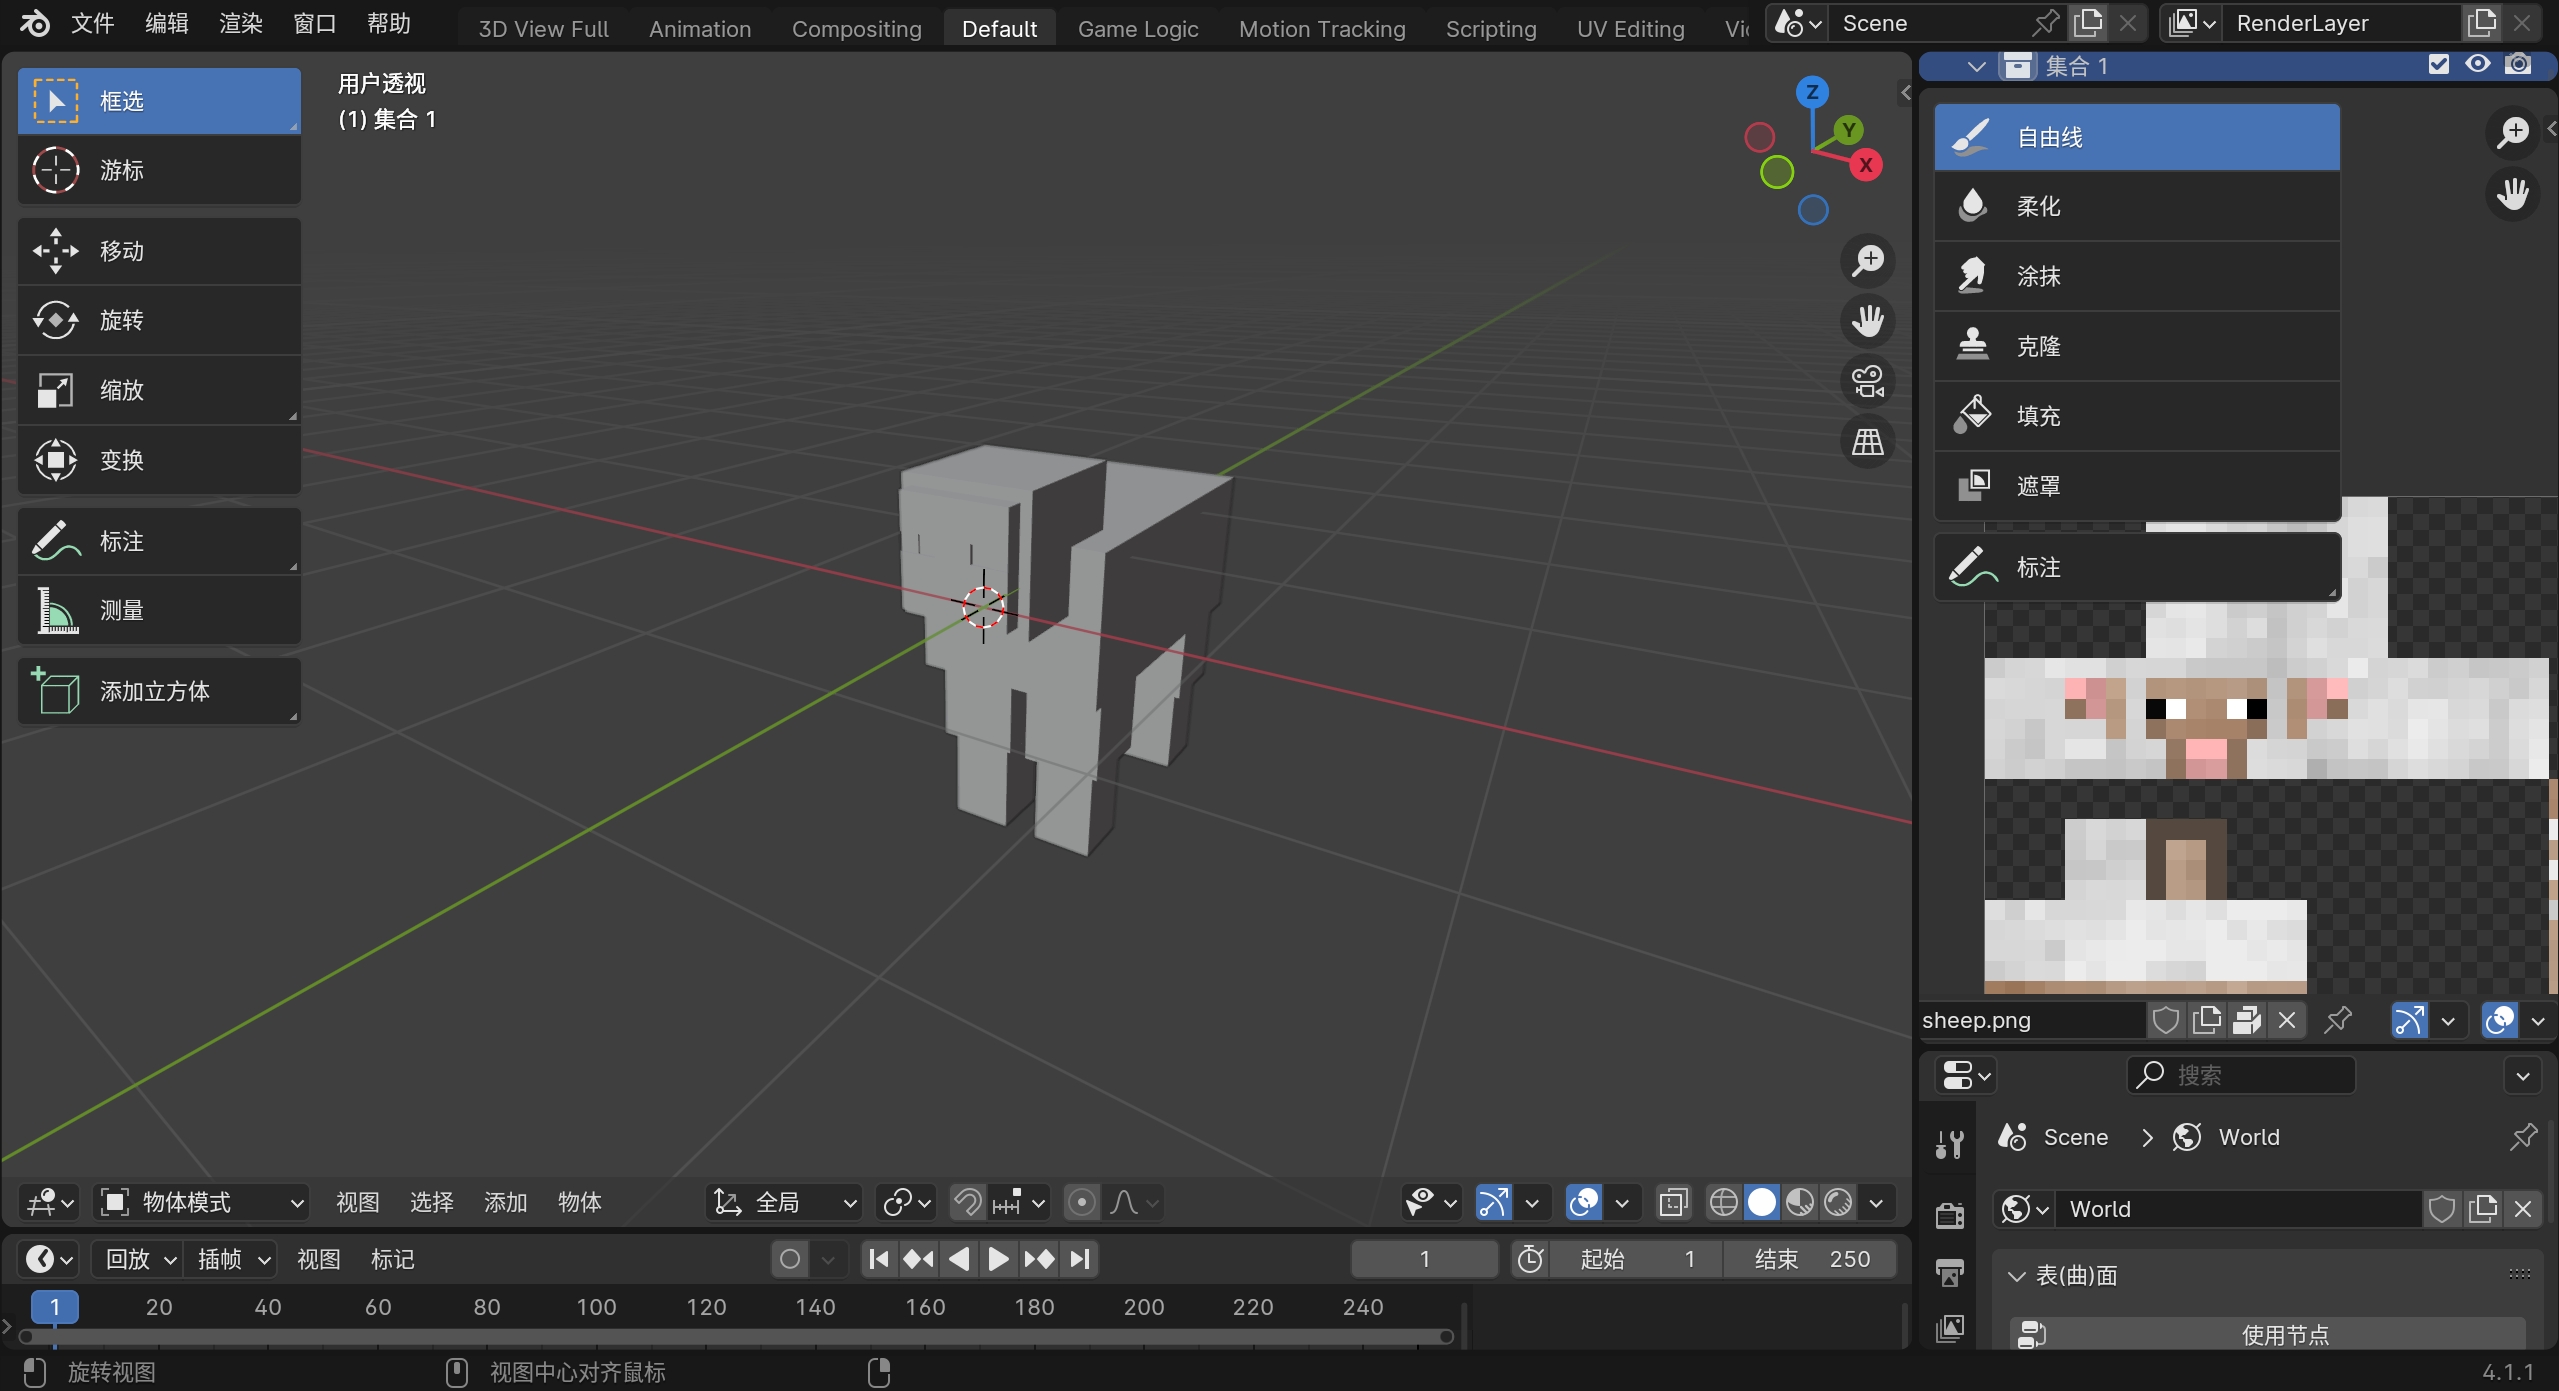 文件 编辑 渲染 窗口 帮助 3D View Full Animation Compositing Default Game Logic Motion Tracking Scripting UV Editing Scene RenderLayer
集合 1
框选
游标
移动
旋转
缩放
变换
标注
测量
添加立方体
用户透视
(1) 集合 1
Z
Y
X
自由线
柔化
涂抹
克隆
填充
遮罩
标注
sheep.png
搜索
Scene World
World
表(曲)面
使用节点
物体模式 视图 选择 添加 物体 全局
回放 插帧 视图 标记 1 起始 1 结束 250
1 20 40 60 80 100 120 140 160 180 200 220 240
旋转视图 视图中心对齐鼠标 4.1.1